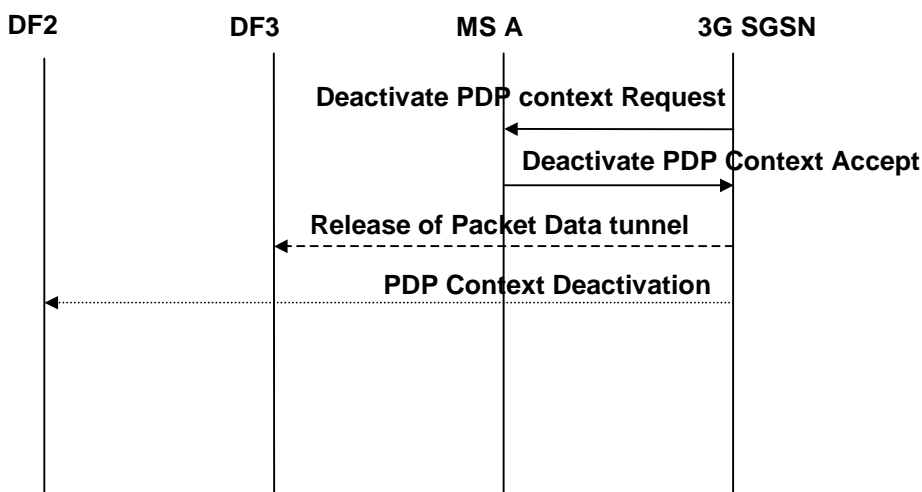 DF2 DF3 MS A 3G SGSN
Deactivate PDP context Request
Deactivate PDP Context Accept
Release of Packet Data tunnel
PDP Context Deactivation